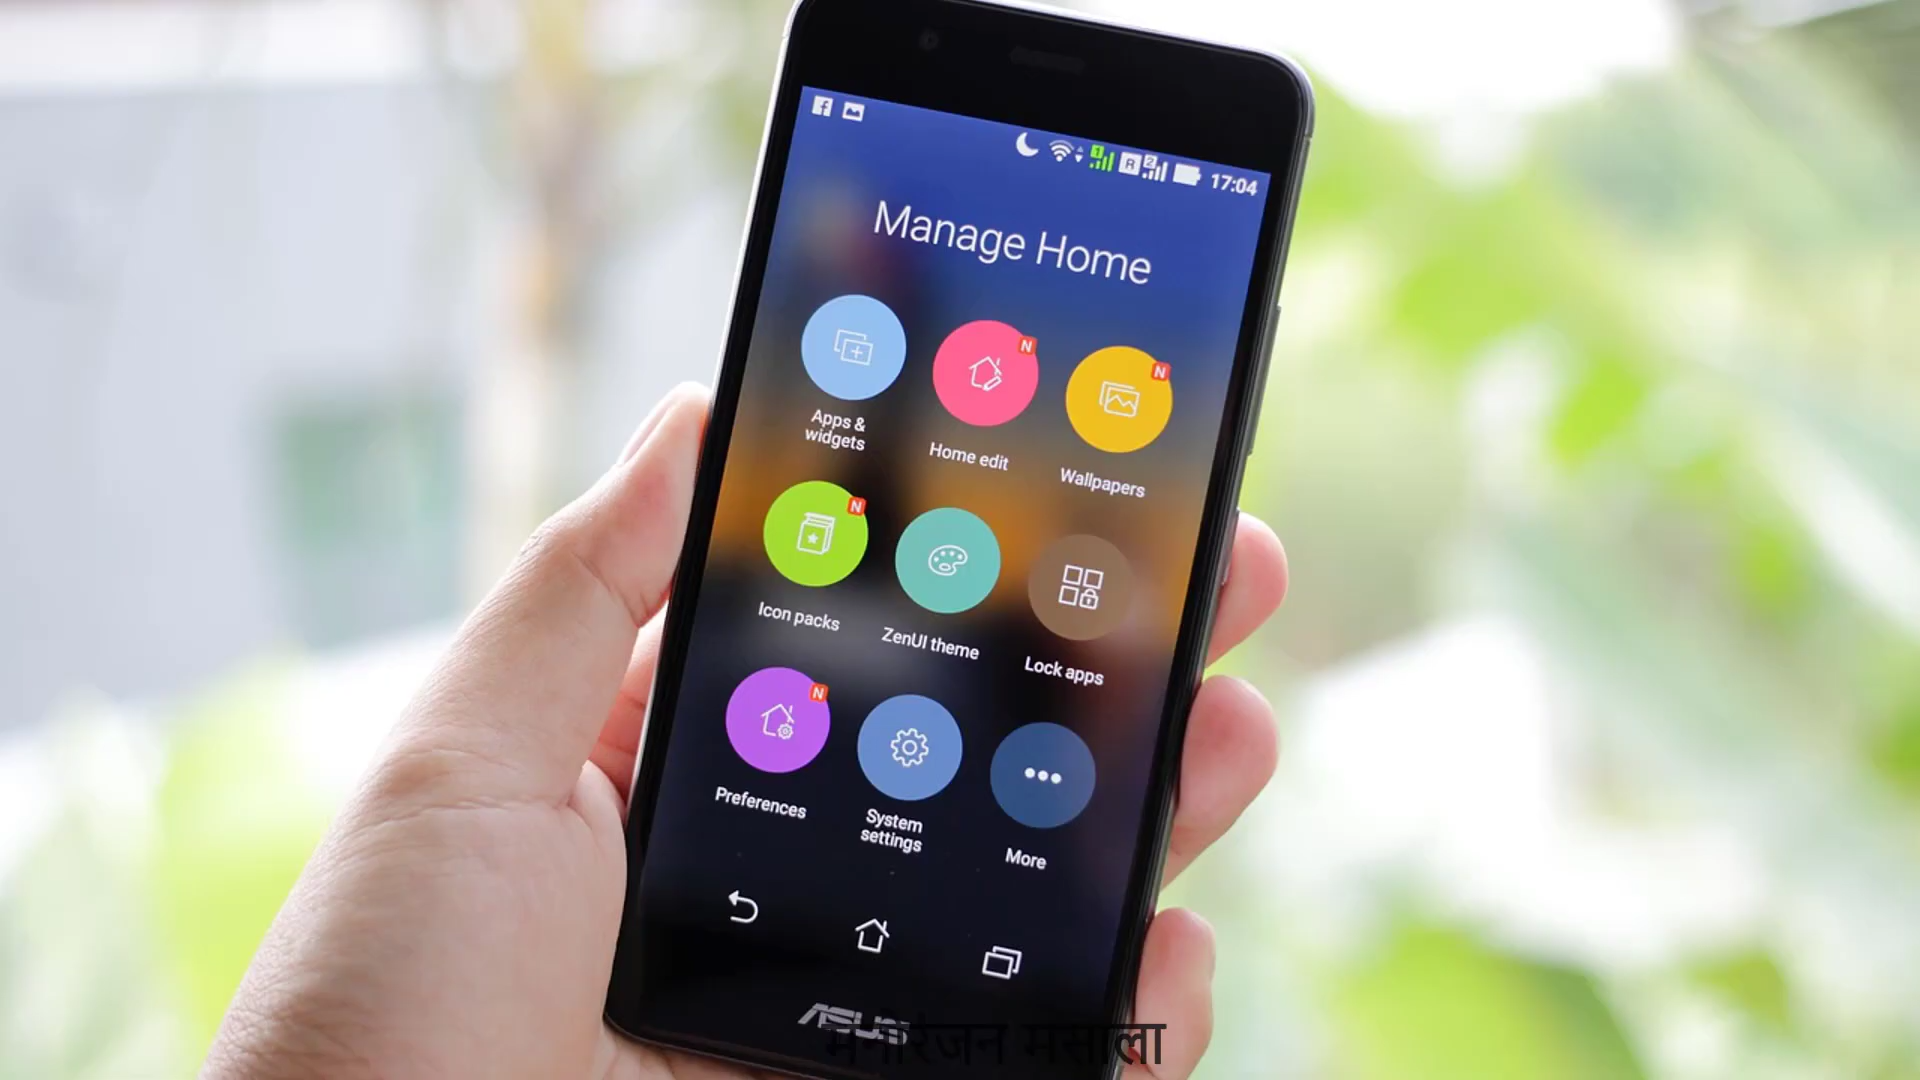 17:04
Manage Home
Apps &
widgets
Home edit
Wallpapers
Icon packs
ZenUI theme
Lock apps
Preferences
System
settings
More
ASUS
मनोरंजन मसाला